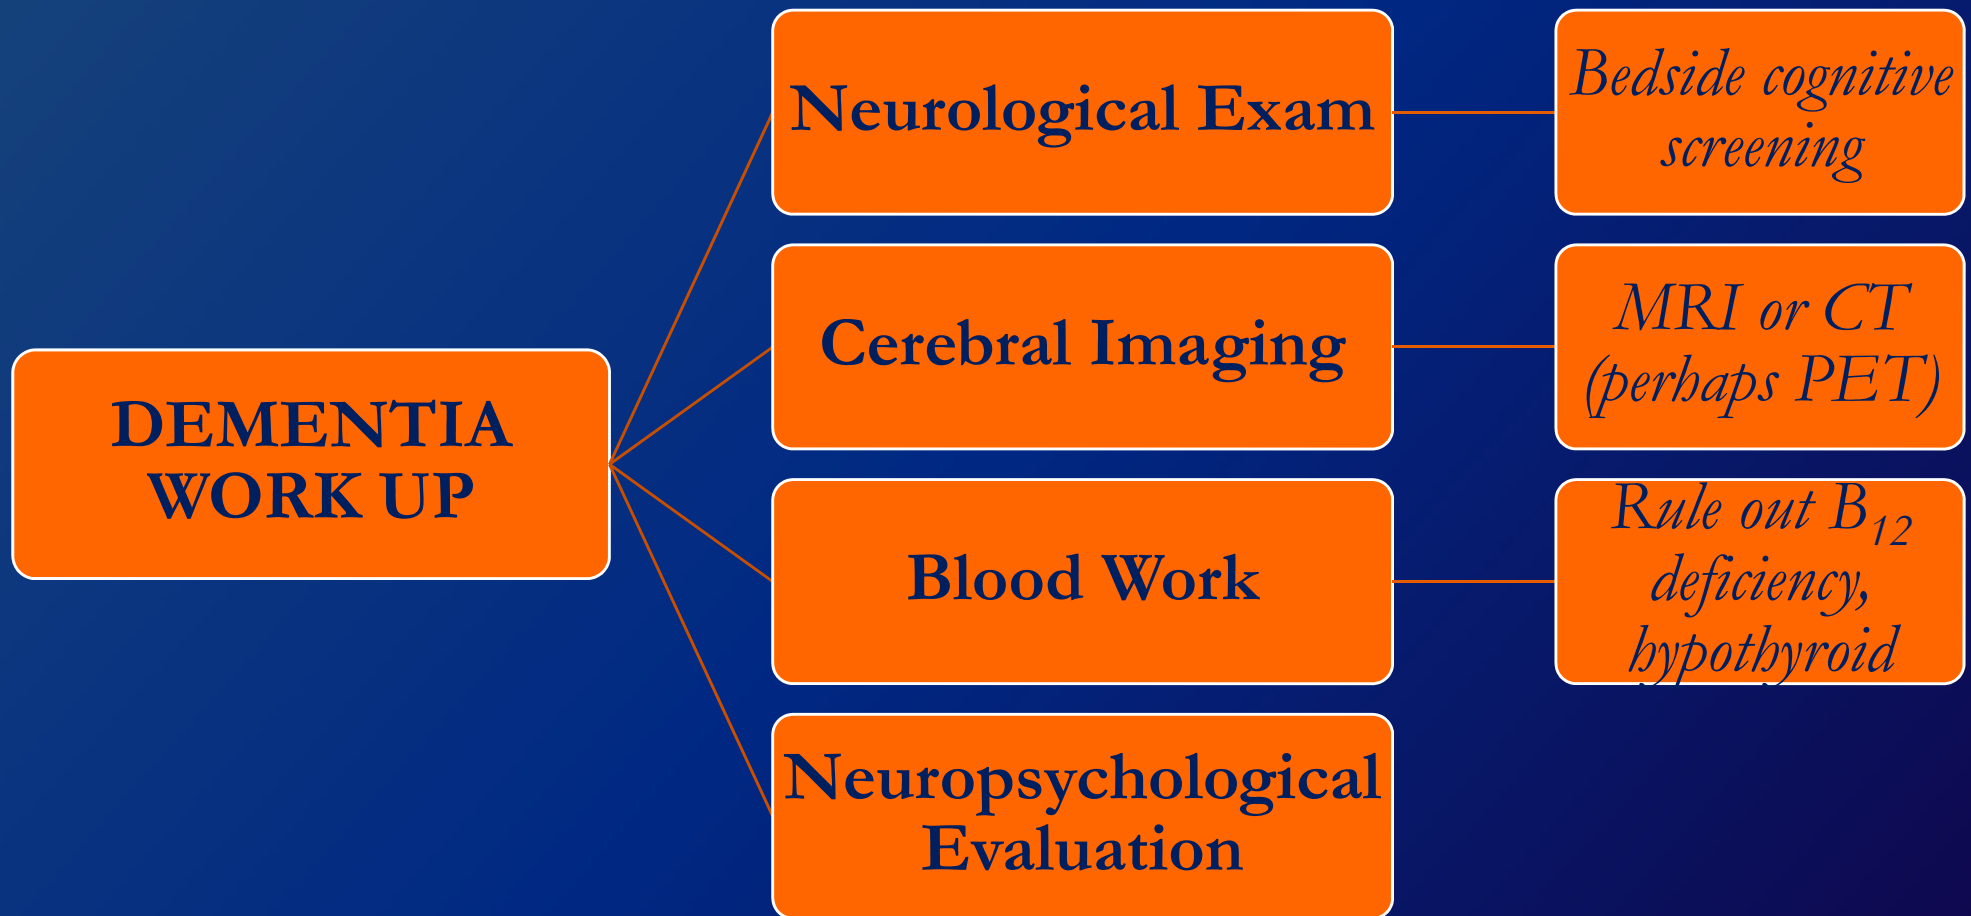 DEMENTIA
WORK UP
Neurological Exam
Bedside cognitive
screening
Cerebral Imaging
MRI or CT
(perhaps PET)
Blood Work
Rule out B12
deficiency,
hypothyroid
Neuropsychological
Evaluation